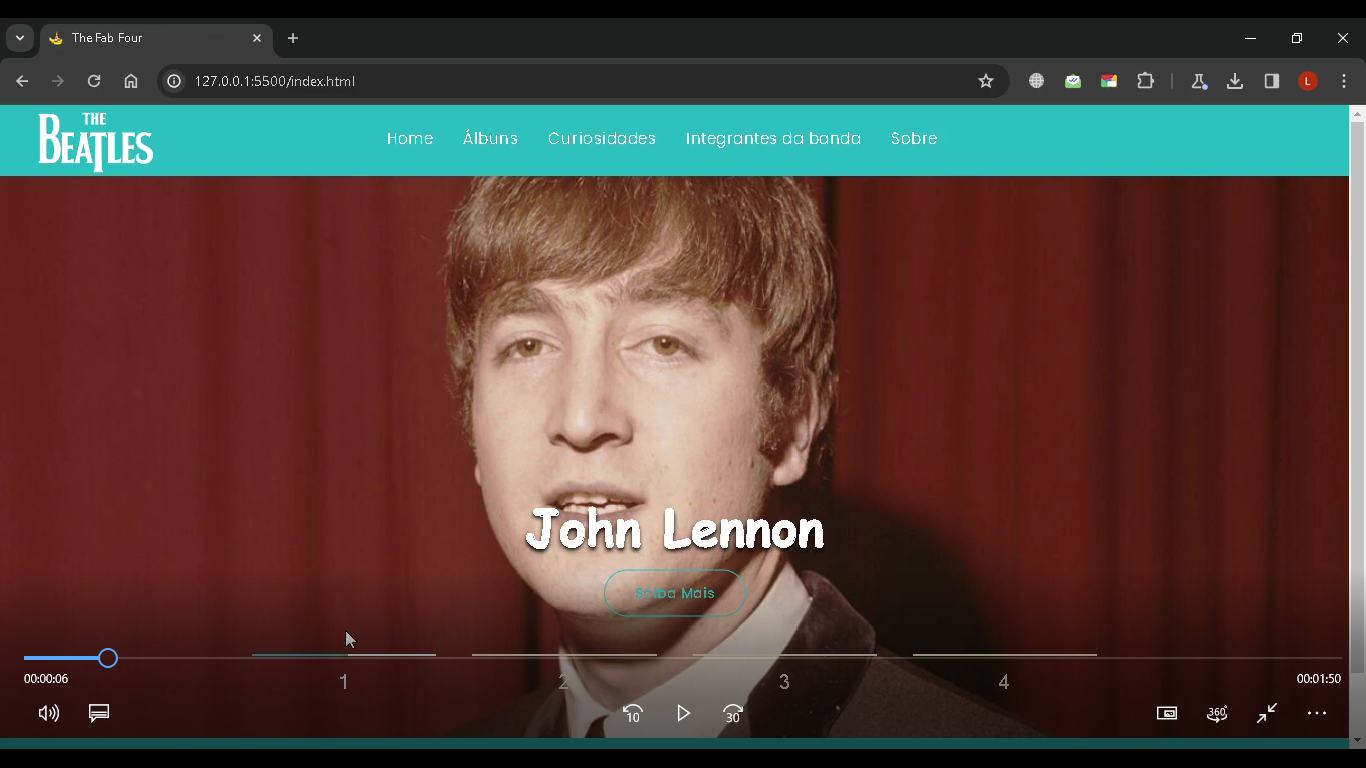 The Fab Four
127.0.0.1:5500/index.html
L
THE
BEATLES
Home Álbuns Curiosidades Integrantes da banda Sobre
John Lennon
Saiba Mais
00:00:06
00:01:50
1 2 3 4
10
30
360°